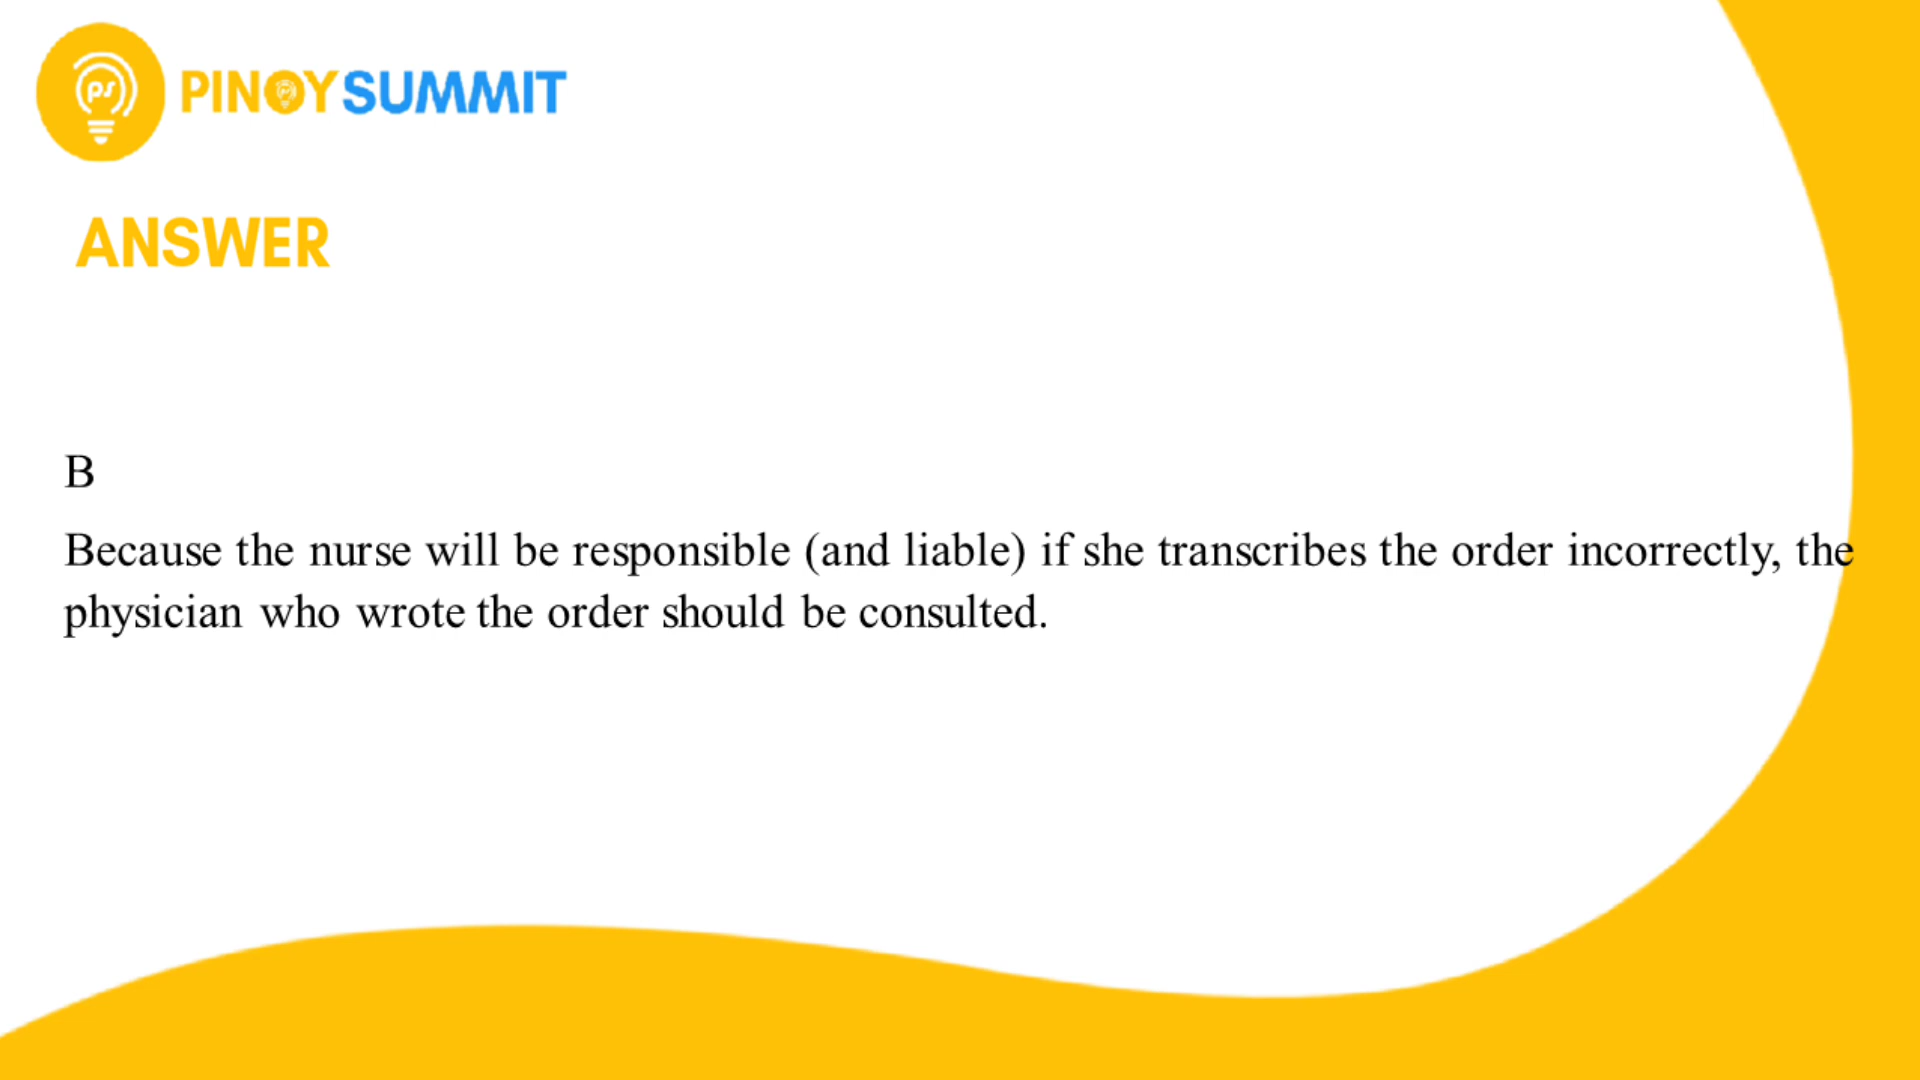 PINOYSUMMIT
ANSWER
B
Because the nurse will be responsible (and liable) if she transcribes the order incorrectly, the
physician who wrote the order should be consulted.